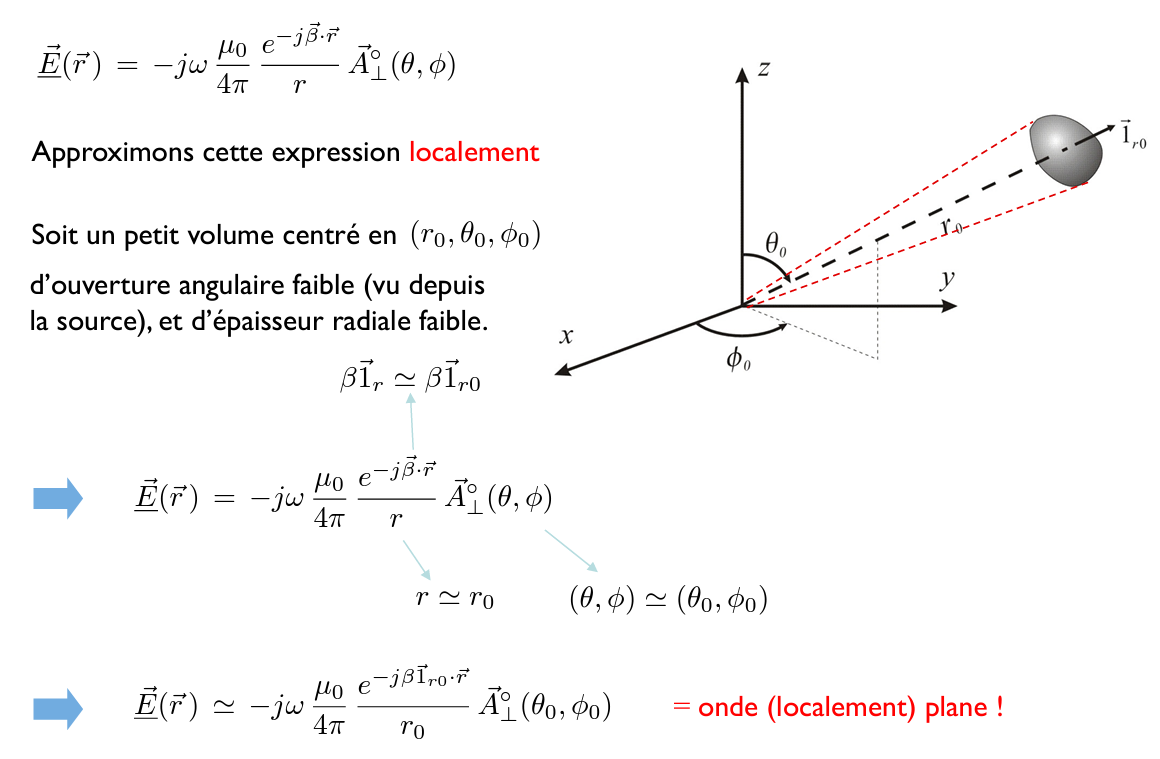 $\underline{\vec{E}}(\vec{r}) = -j\omega \frac{\mu_0}{4\pi} \frac{e^{-j\vec{\beta}\cdot\vec{r}}}{r} \vec{A}^{\circ}_{\perp}(\theta, \phi)$
Approximons cette expression localement
Soit un petit volume centré en $(r_0, \theta_0, \phi_0)$
d'ouverture angulaire faible (vu depuis
la source), et d'épaisseur radiale faible.
z
$\vec{1}_{r0}$
$r_0$
$\theta_0$
y
x
$\phi_0$
$\beta\vec{1}_r \simeq \beta\vec{1}_{r0}$
$\underline{\vec{E}}(\vec{r}) = -j\omega \frac{\mu_0}{4\pi} \frac{e^{-j\vec{\beta}\cdot\vec{r}}}{r} \vec{A}^{\circ}_{\perp}(\theta, \phi)$
$r \simeq r_0$ $(\theta, \phi) \simeq (\theta_0, \phi_0)$
$\underline{\vec{E}}(\vec{r}) \simeq -j\omega \frac{\mu_0}{4\pi} \frac{e^{-j\beta\vec{1}_{r0}\cdot\vec{r}}}{r_0} \vec{A}^{\circ}_{\perp}(\theta_0, \phi_0)$ = onde (localement) plane !